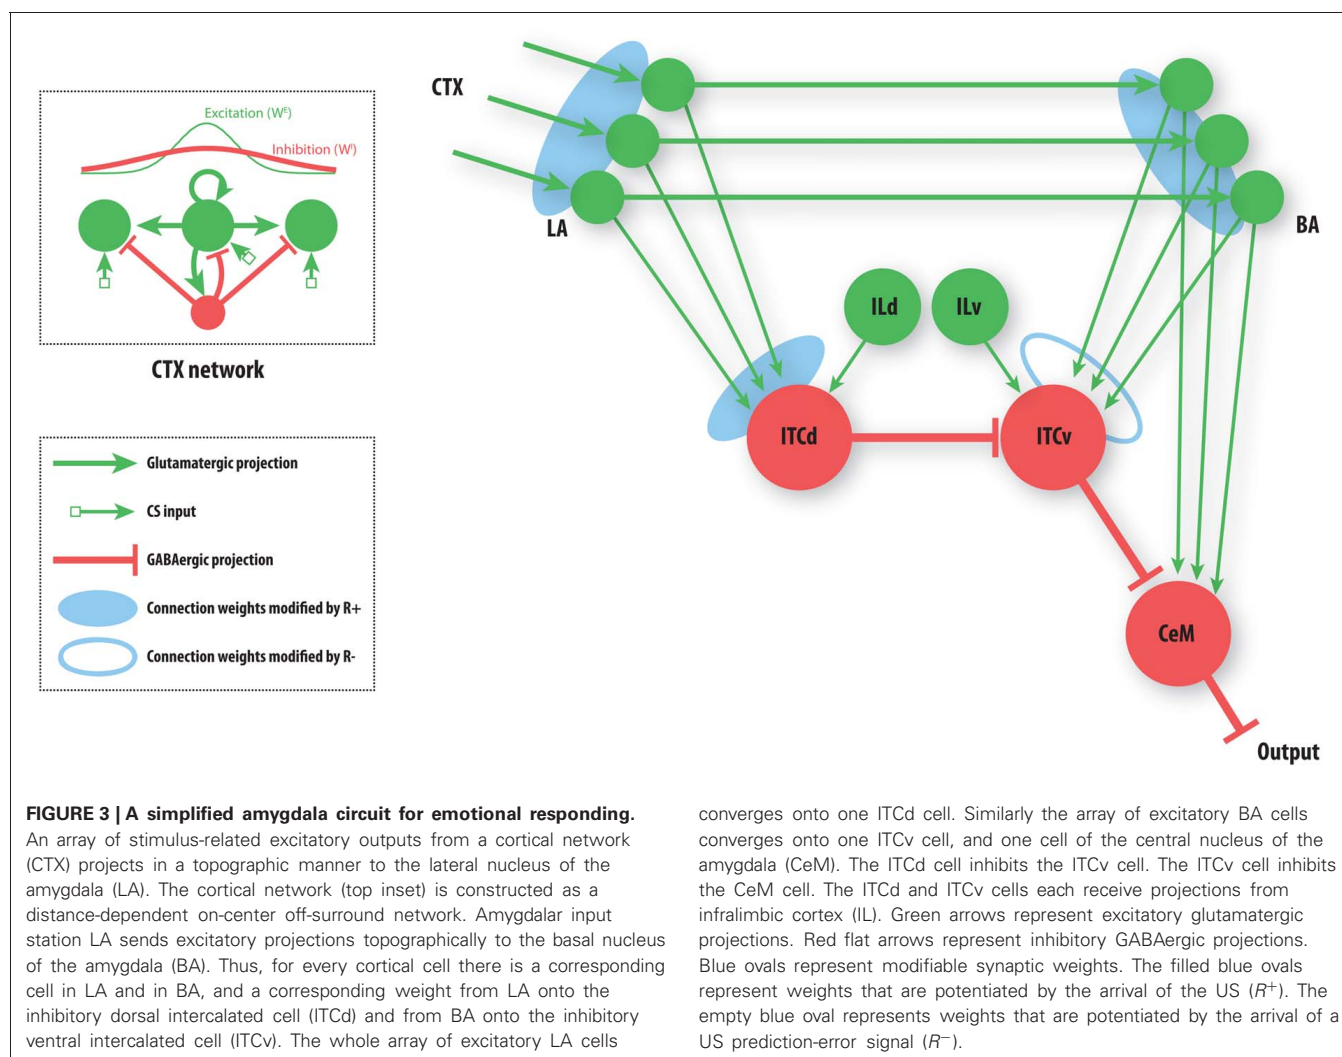 Excitation (Wᴱ)
Inhibition (Wᴵ)
CTX network
Glutamatergic projection
CS input
GABAergic projection
Connection weights modified by R+
Connection weights modified by R-
CTX
LA
BA
ILd
ILv
ITCd
ITCv
CeM
Output
FIGURE 3 | A simplified amygdala circuit for emotional responding.
An array of stimulus-related excitatory outputs from a cortical network
(CTX) projects in a topographic manner to the lateral nucleus of the
amygdala (LA). The cortical network (top inset) is constructed as a
distance-dependent on-center off-surround network. Amygdalar input
station LA sends excitatory projections topographically to the basal nucleus
of the amygdala (BA). Thus, for every cortical cell there is a corresponding
cell in LA and in BA, and a corresponding weight from LA onto the
inhibitory dorsal intercalated cell (ITCd) and from BA onto the inhibitory
ventral intercalated cell (ITCv). The whole array of excitatory LA cells
converges onto one ITCd cell. Similarly the array of excitatory BA cells
converges onto one ITCv cell, and one cell of the central nucleus of the
amygdala (CeM). The ITCd cell inhibits the ITCv cell. The ITCv cell inhibits
the CeM cell. The ITCd and ITCv cells each receive projections from
infralimbic cortex (IL). Green arrows represent excitatory glutamatergic
projections. Red flat arrows represent inhibitory GABAergic projections.
Blue ovals represent modifiable synaptic weights. The filled blue ovals
represent weights that are potentiated by the arrival of the US (R⁺). The
empty blue oval represents weights that are potentiated by the arrival of a
US prediction-error signal (R⁻).